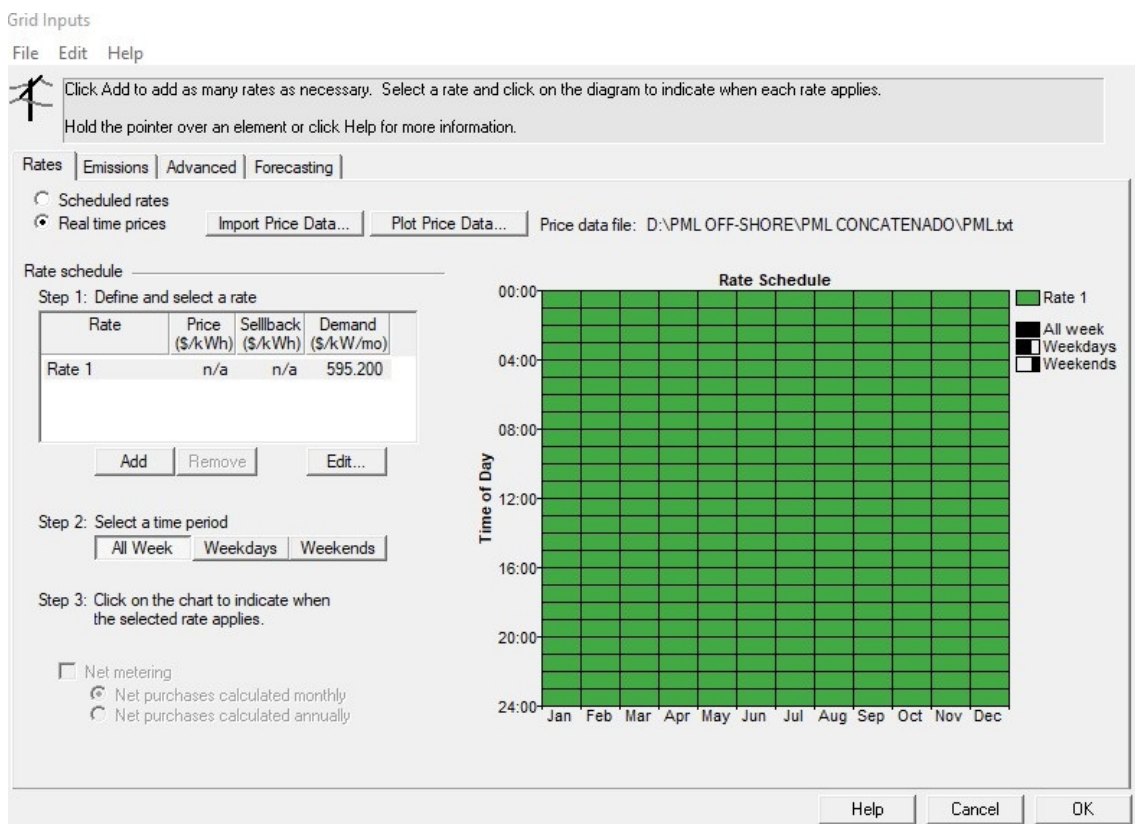 Grid Inputs
File Edit Help
Click Add to add as many rates as necessary. Select a rate and click on the diagram to indicate when each rate applies.
Hold the pointer over an element or click Help for more information.
Rates Emissions Advanced Forecasting
Scheduled rates
Real time prices Import Price Data... Plot Price Data... Price data file: D:\PML OFF-SHORE\PML CONCATENADO\PML.txt
Rate schedule
Step 1: Define and select a rate
Rate Price Selllback Demand
($/kWh) ($/kWh) ($/kW/mo)
Rate 1 n/a n/a 595.200
Add Remove Edit...
Step 2: Select a time period
All Week Weekdays Weekends
Step 3: Click on the chart to indicate when
the selected rate applies.
Net metering
Net purchases calculated monthly
Net purchases calculated annually
Rate Schedule
Time of Day
00:00
04:00
08:00
12:00
16:00
20:00
24:00
Jan Feb Mar Apr May Jun Jul Aug Sep Oct Nov Dec
Rate 1
All week
Weekdays
Weekends
Help Cancel OK